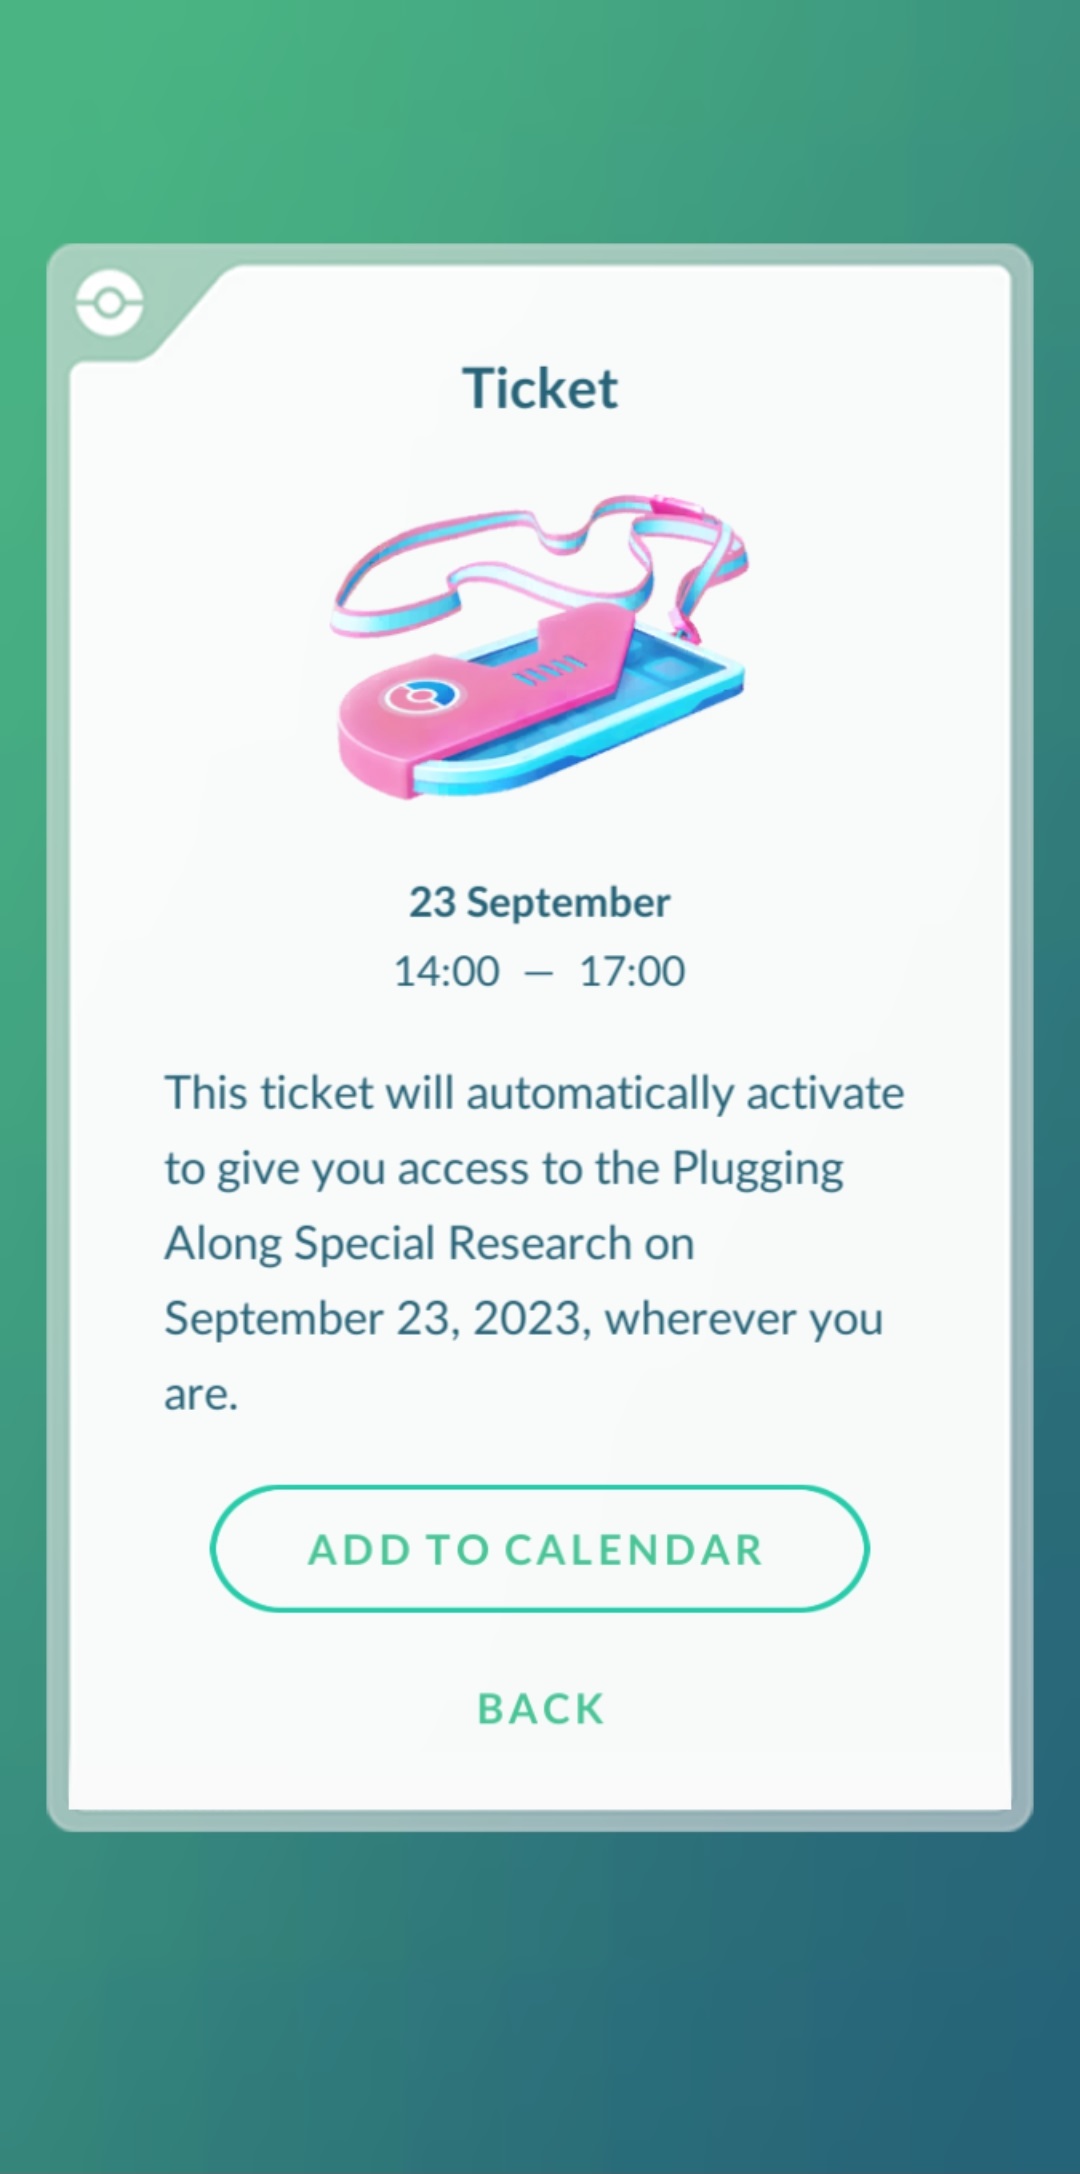 Ticket
23 September
14:00 — 17:00
This ticket will automatically activate
to give you access to the Plugging
Along Special Research on
September 23, 2023, wherever you
are.
ADD TO CALENDAR
BACK